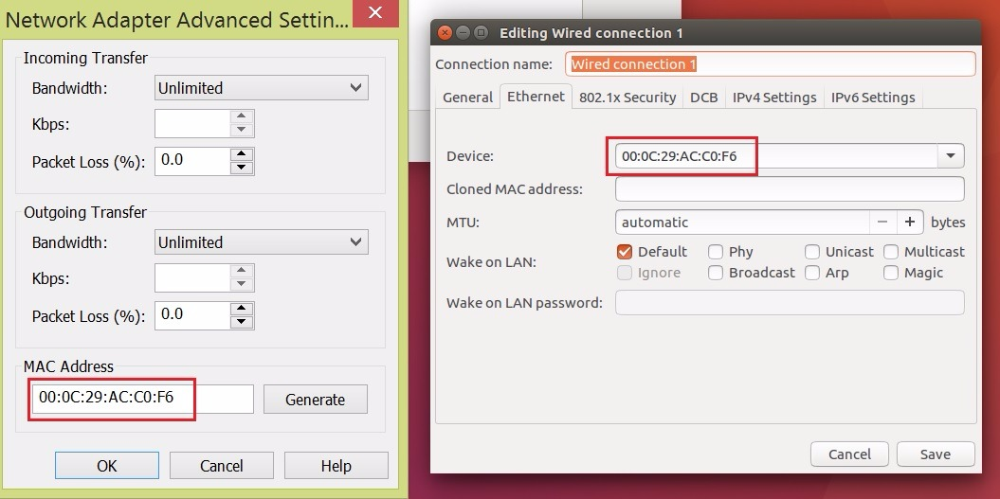 Network Adapter Advanced Settin...
Incoming Transfer
Bandwidth: Unlimited
Kbps:
Packet Loss (%): 0.0
Outgoing Transfer
Bandwidth: Unlimited
Kbps:
Packet Loss (%): 0.0
MAC Address
00:0C:29:AC:C0:F6 Generate
OK Cancel Help
Editing Wired connection 1
Connection name: Wired connection 1
General Ethernet 802.1x Security DCB IPv4 Settings IPv6 Settings
Device: 00:0C:29:AC:C0:F6
Cloned MAC address:
MTU: automatic − + bytes
Wake on LAN: Default Phy Unicast Multicast
Ignore Broadcast Arp Magic
Wake on LAN password:
Cancel Save